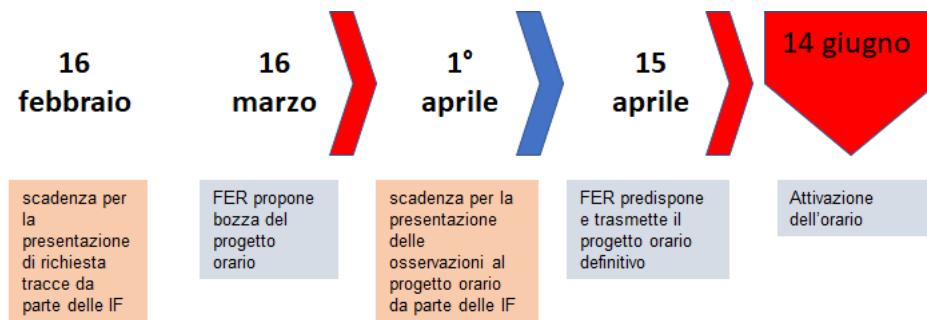 16
febbraio
16
marzo
1°
aprile
15
aprile
14 giugno
scadenza per
la
presentazione
di richiesta
tracce da
parte delle IF
FER propone
bozza del
progetto
orario
scadenza per la
presentazione
delle
osservazioni al
progetto orario
da parte delle IF
FER predispone
e trasmette il
progetto orario
definitivo
Attivazione
dell'orario